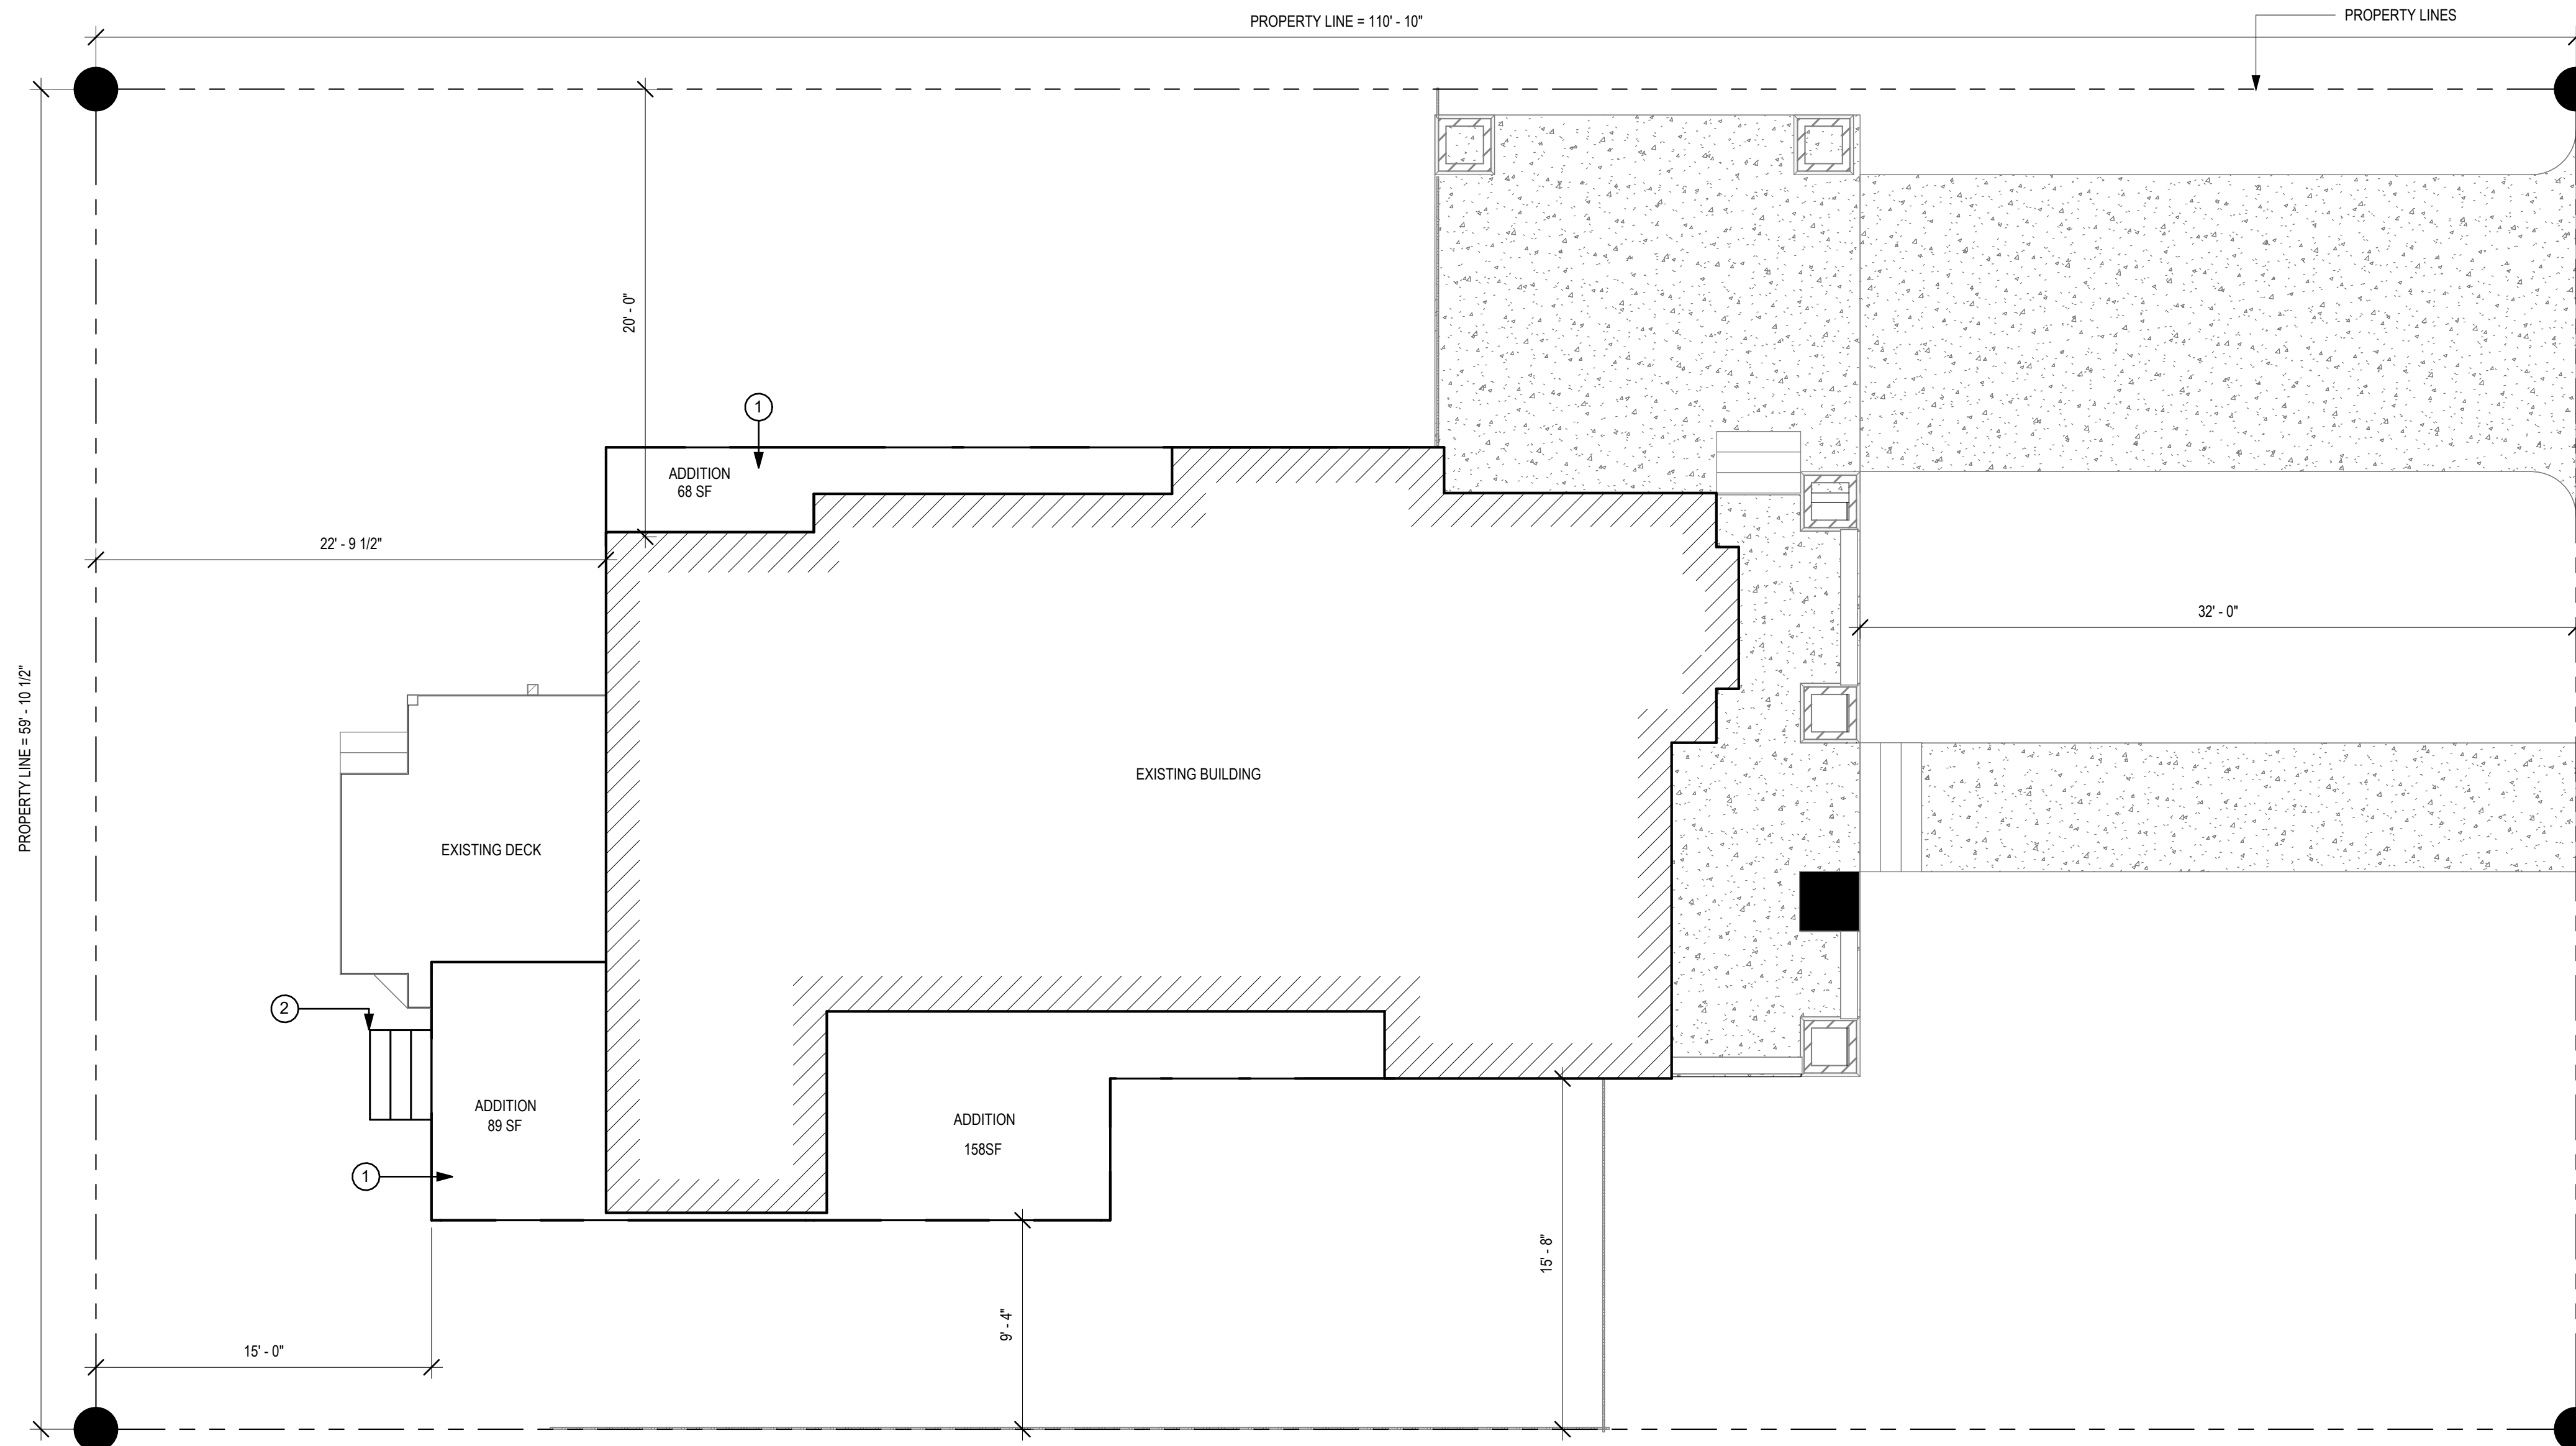 PROPERTY LINE = 110' - 10"
PROPERTY LINES
20' - 0"
1
ADDITION
68 SF
22' - 9 1/2"
32' - 0"
PROPERTY LINE = 59' - 10 1/2"
EXISTING BUILDING
EXISTING DECK
2
ADDITION
89 SF
ADDITION
158SF
1
15' - 8"
9' - 4"
15' - 0"